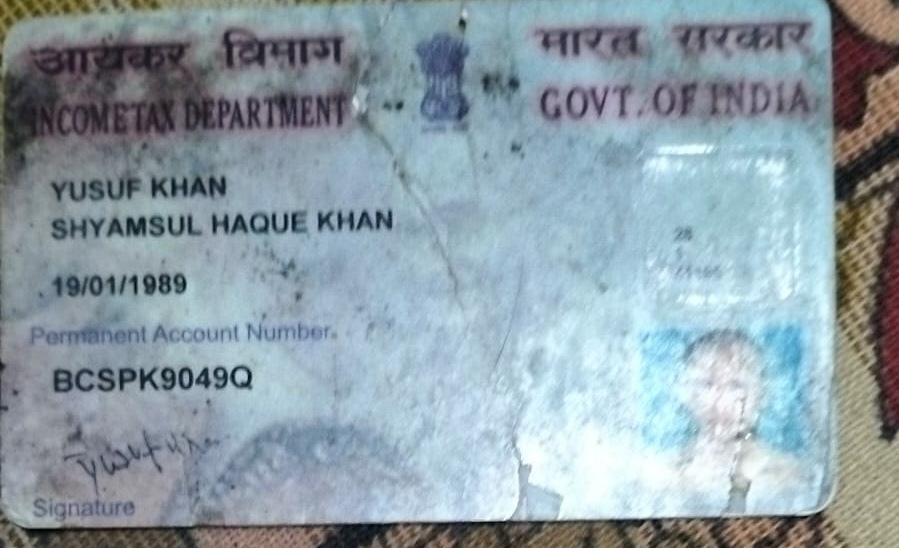 आयकर विभाग
भारत सरकार
INCOMETAX DEPARTMENT
GOVT. OF INDIA
YUSUF KHAN
SHYAMSUL HAQUE KHAN
19/01/1989
Permanent Account Number
BCSPK9049Q
Signature